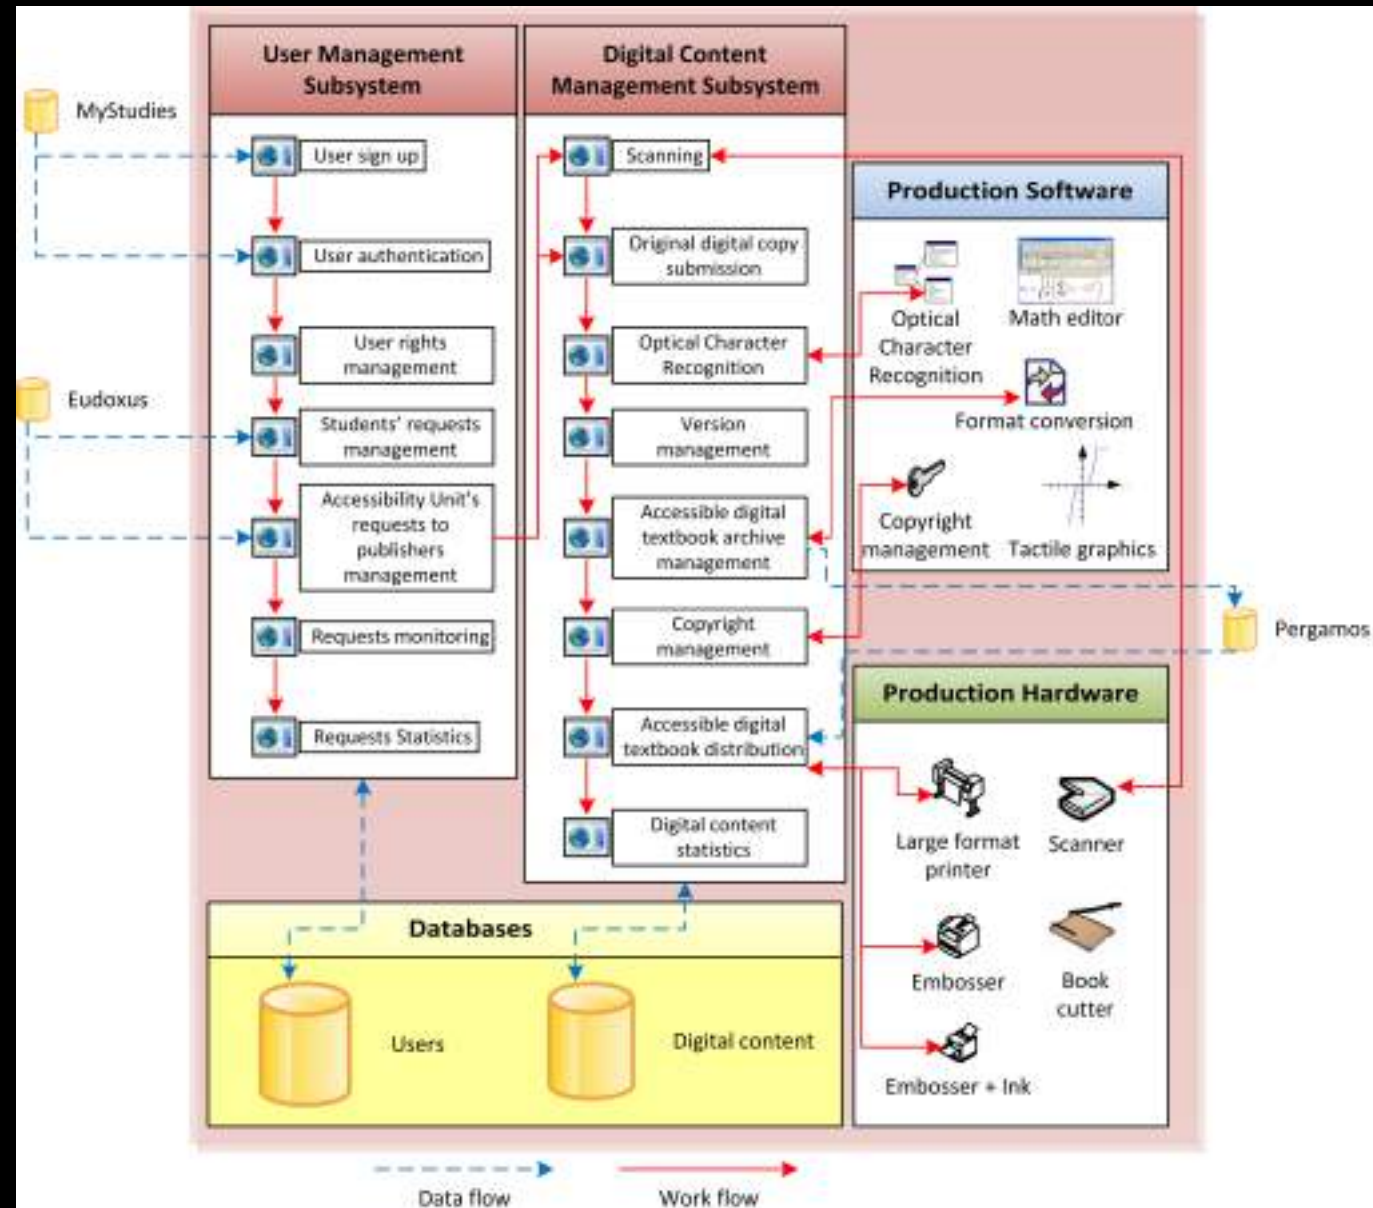 User Management
Subsystem
Digital Content
Management Subsystem
MyStudies
User sign up
User authentication
User rights
management
Eudoxus
Students' requests
management
Accessibility Unit's
requests to
publishers
management
Requests monitoring
Requests Statistics
Scanning
Original digital copy
submission
Optical Character
Recognition
Version
management
Accessible digital
textbook archive
management
Copyright
management
Accessible digital
textbook distribution
Digital content
statistics
Production Software
Optical
Character
Recognition
Math editor
Format conversion
Copyright
management
Tactile graphics
Pergamos
Production Hardware
Large format
printer
Scanner
Embosser
Book
cutter
Embosser + Ink
Databases
Users
Digital content
Data flow
Work flow